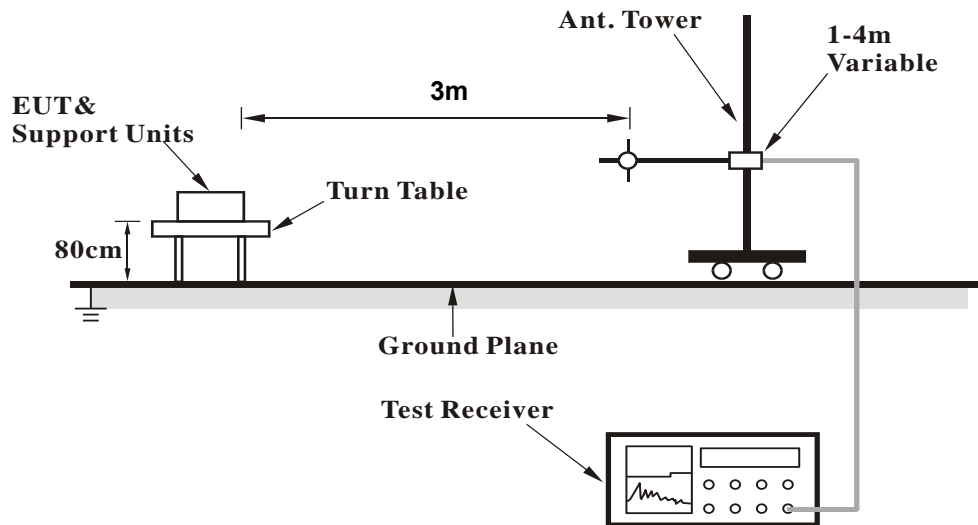 Ant. Tower
1-4m
Variable
3m
EUT&
Support Units
Turn Table
80cm
Ground Plane
Test Receiver